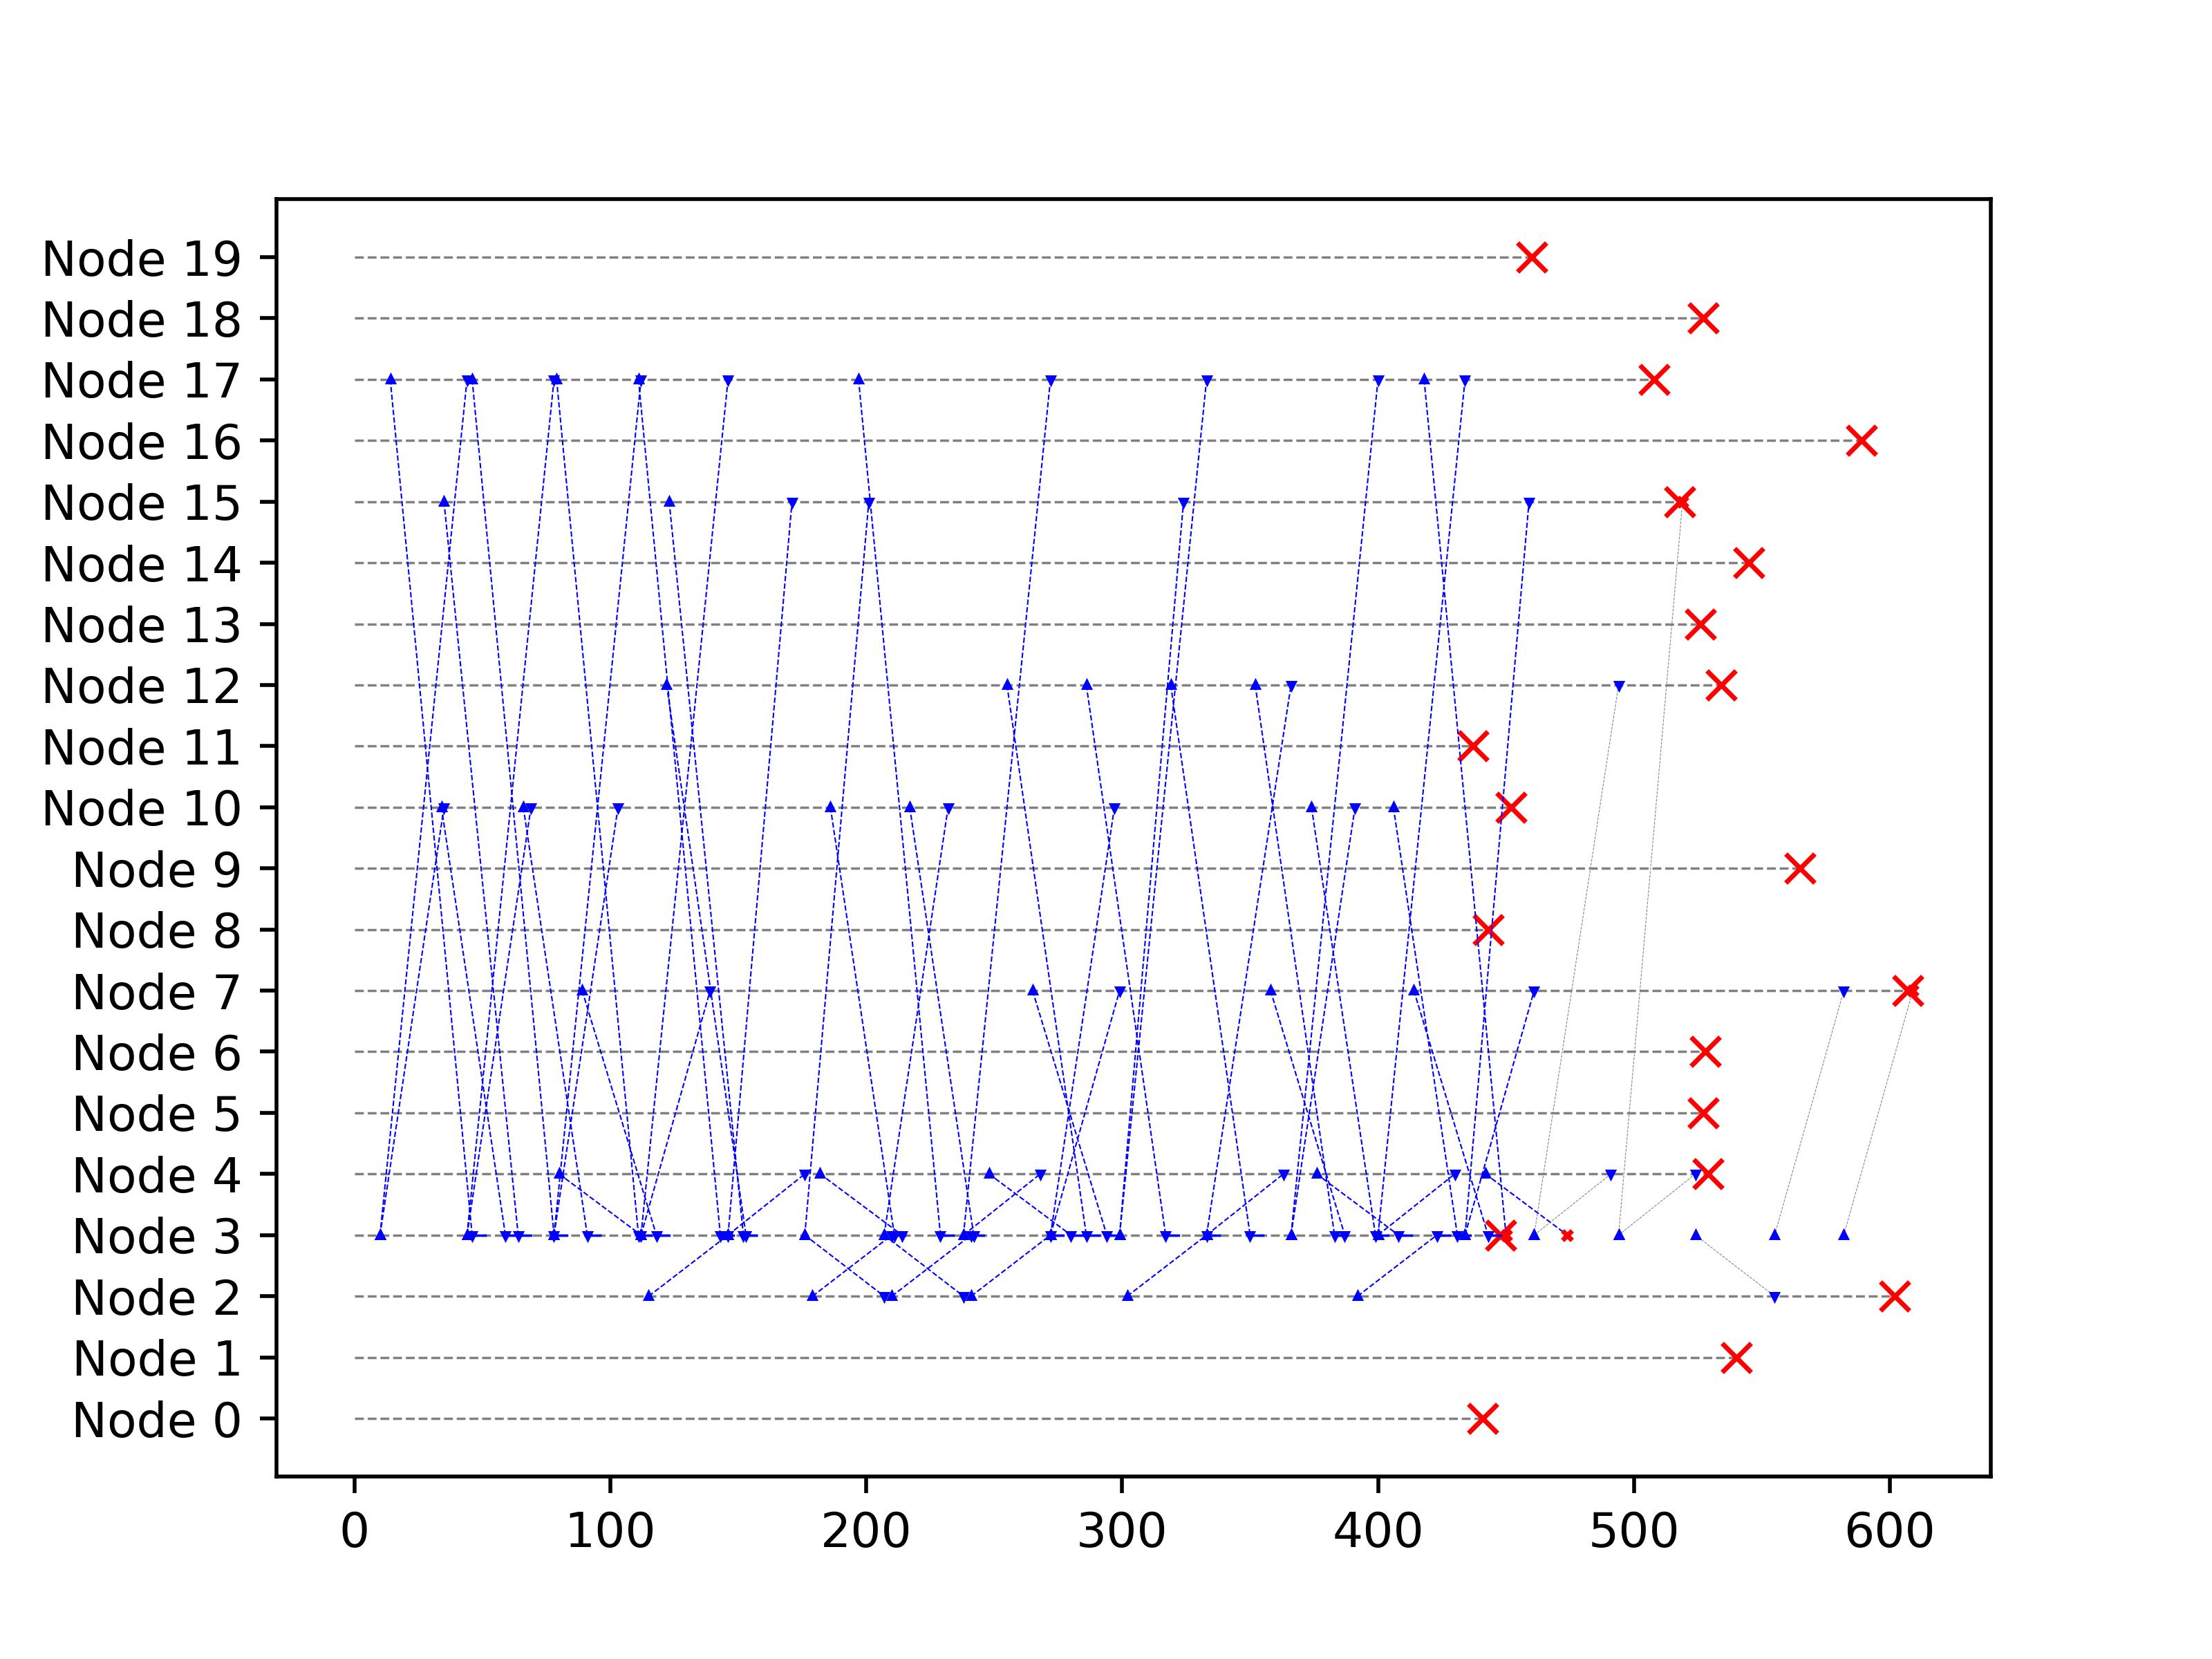 Node 19
Node 18
Node 17
Node 16
Node 15
Node 14
Node 13
Node 12
Node 11
Node 10
Node 9
Node 8
Node 7
Node 6
Node 5
Node 4
Node 3
Node 2
Node 1
Node 0
0 100 200 300 400 500 600